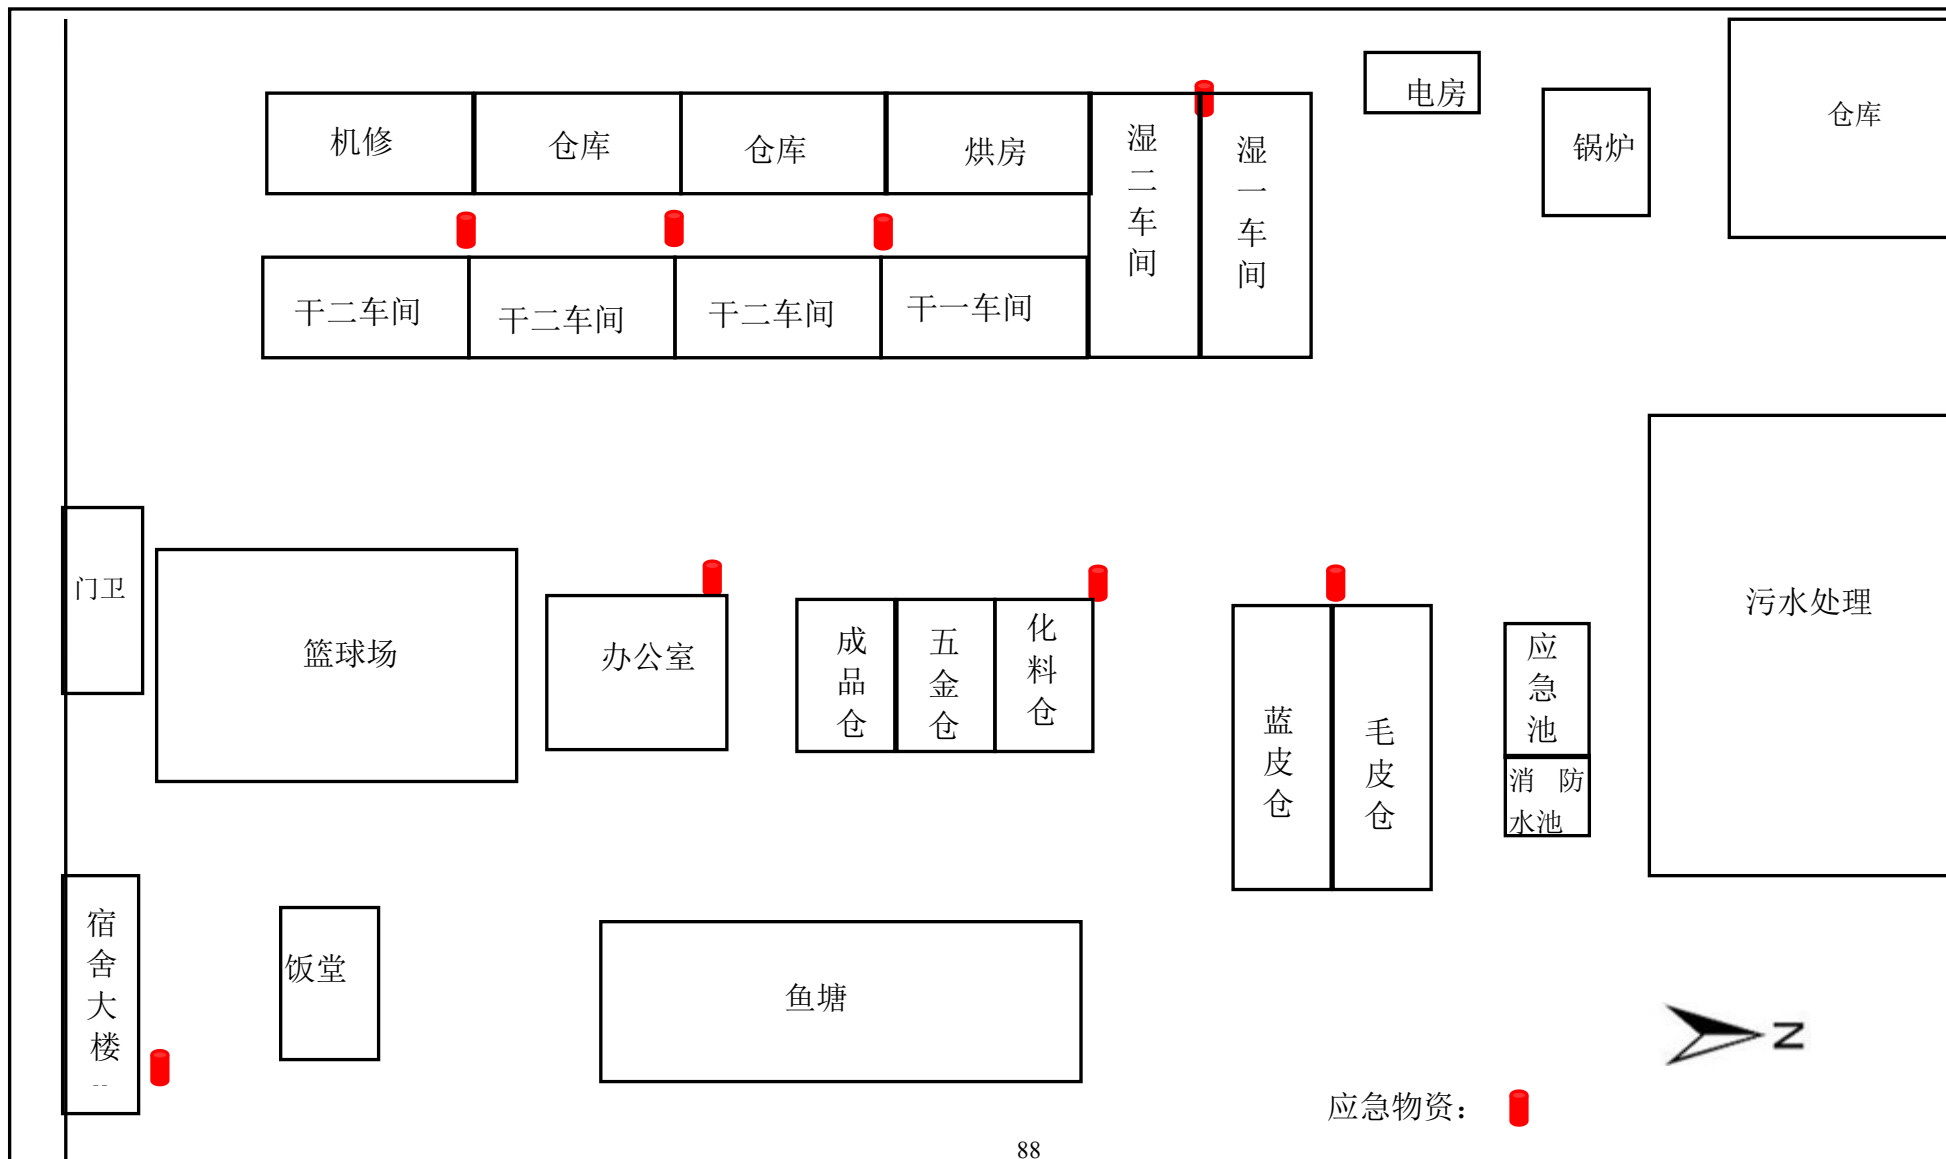 电房
仓库
机修
仓库
仓库
烘房
湿二车间
湿一车间
锅炉
干二车间
干二车间
干二车间
干一车间
门卫
篮球场
办公室
成品仓
五金仓
化料仓
蓝皮仓
毛皮仓
应急池
消 防
水池
污水处理
宿舍大楼
饭堂
鱼塘
N
应急物资：
88